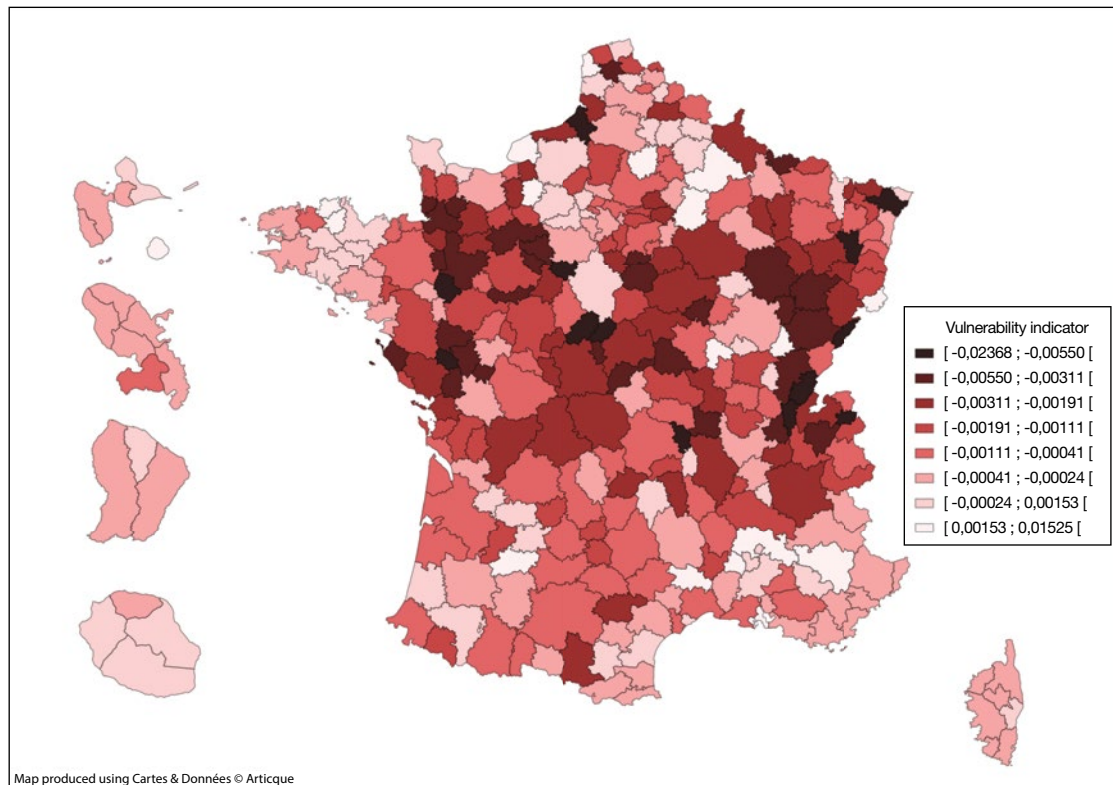 Vulnerability indicator
[ -0,02368 ; -0,00550 [
[ -0,00550 ; -0,00311 [
[ -0,00311 ; -0,00191 [
[ -0,00191 ; -0,00111 [
[ -0,00111 ; -0,00041 [
[ -0,00041 ; -0,00024 [
[ -0,00024 ; 0,00153 [
[ 0,00153 ; 0,01525 [
Map produced using Cartes & Données © Articque